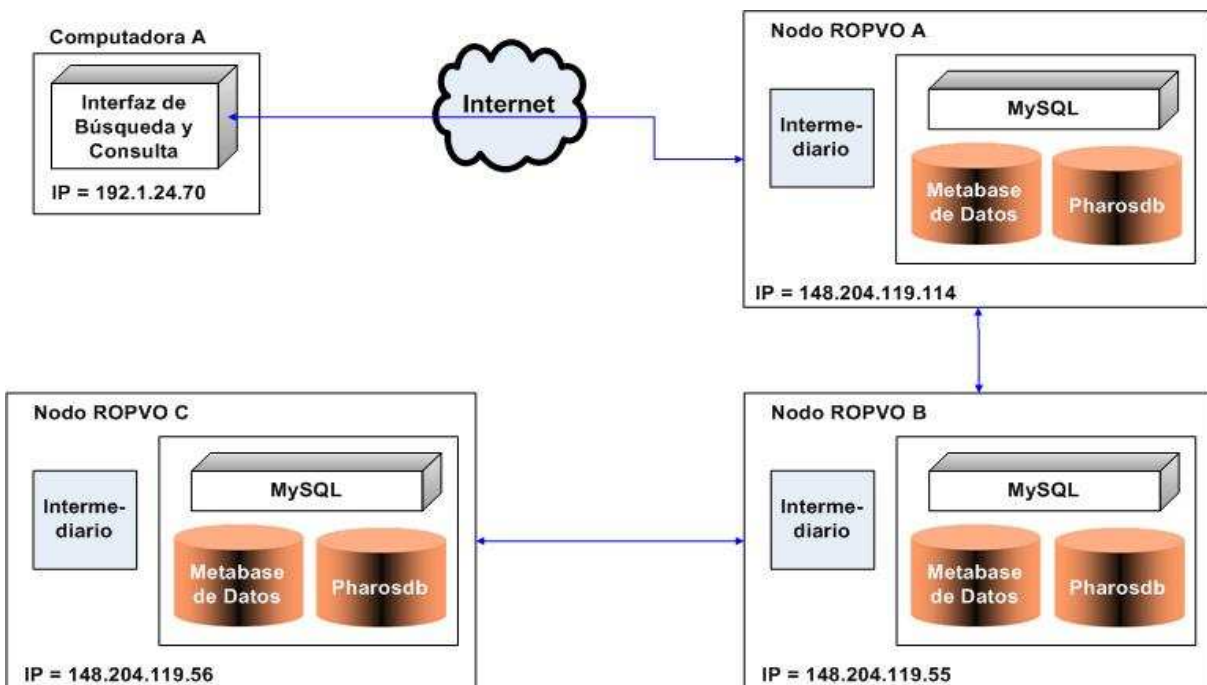 Computadora A
Interfaz de
Búsqueda y
Consulta
IP = 192.1.24.70
Internet
Nodo ROPVO A
Interme-
diario
MySQL
Metabase
de Datos
Pharosdb
IP = 148.204.119.114
Nodo ROPVO C
Interme-
diario
MySQL
Metabase
de Datos
Pharosdb
IP = 148.204.119.56
Nodo ROPVO B
Interme-
diario
MySQL
Metabase
de Datos
Pharosdb
IP = 148.204.119.55